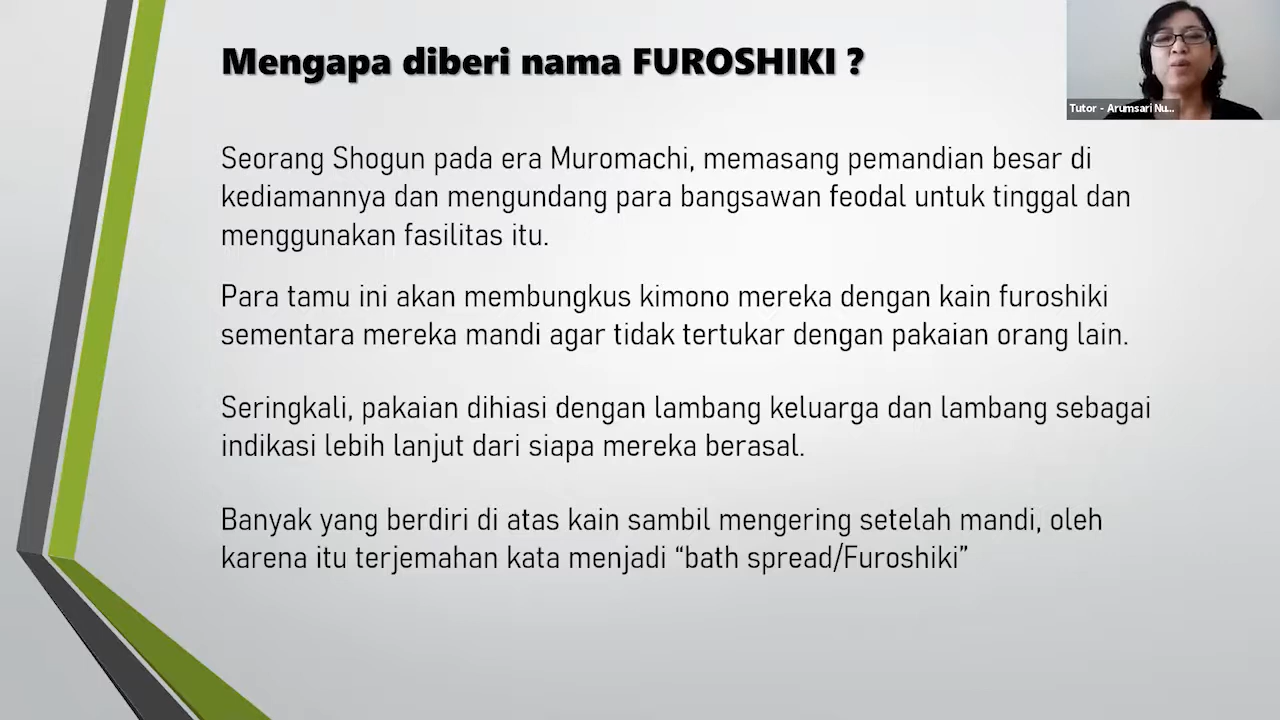 Mengapa diberi nama FUROSHIKI ?
Tutor - Arumsari Nu...
Seorang Shogun pada era Muromachi, memasang pemandian besar di
kediamannya dan mengundang para bangsawan feodal untuk tinggal dan
menggunakan fasilitas itu.
Para tamu ini akan membungkus kimono mereka dengan kain furoshiki
sementara mereka mandi agar tidak tertukar dengan pakaian orang lain.
Seringkali, pakaian dihiasi dengan lambang keluarga dan lambang sebagai
indikasi lebih lanjut dari siapa mereka berasal.
Banyak yang berdiri di atas kain sambil mengering setelah mandi, oleh
karena itu terjemahan kata menjadi “bath spread/Furoshiki”